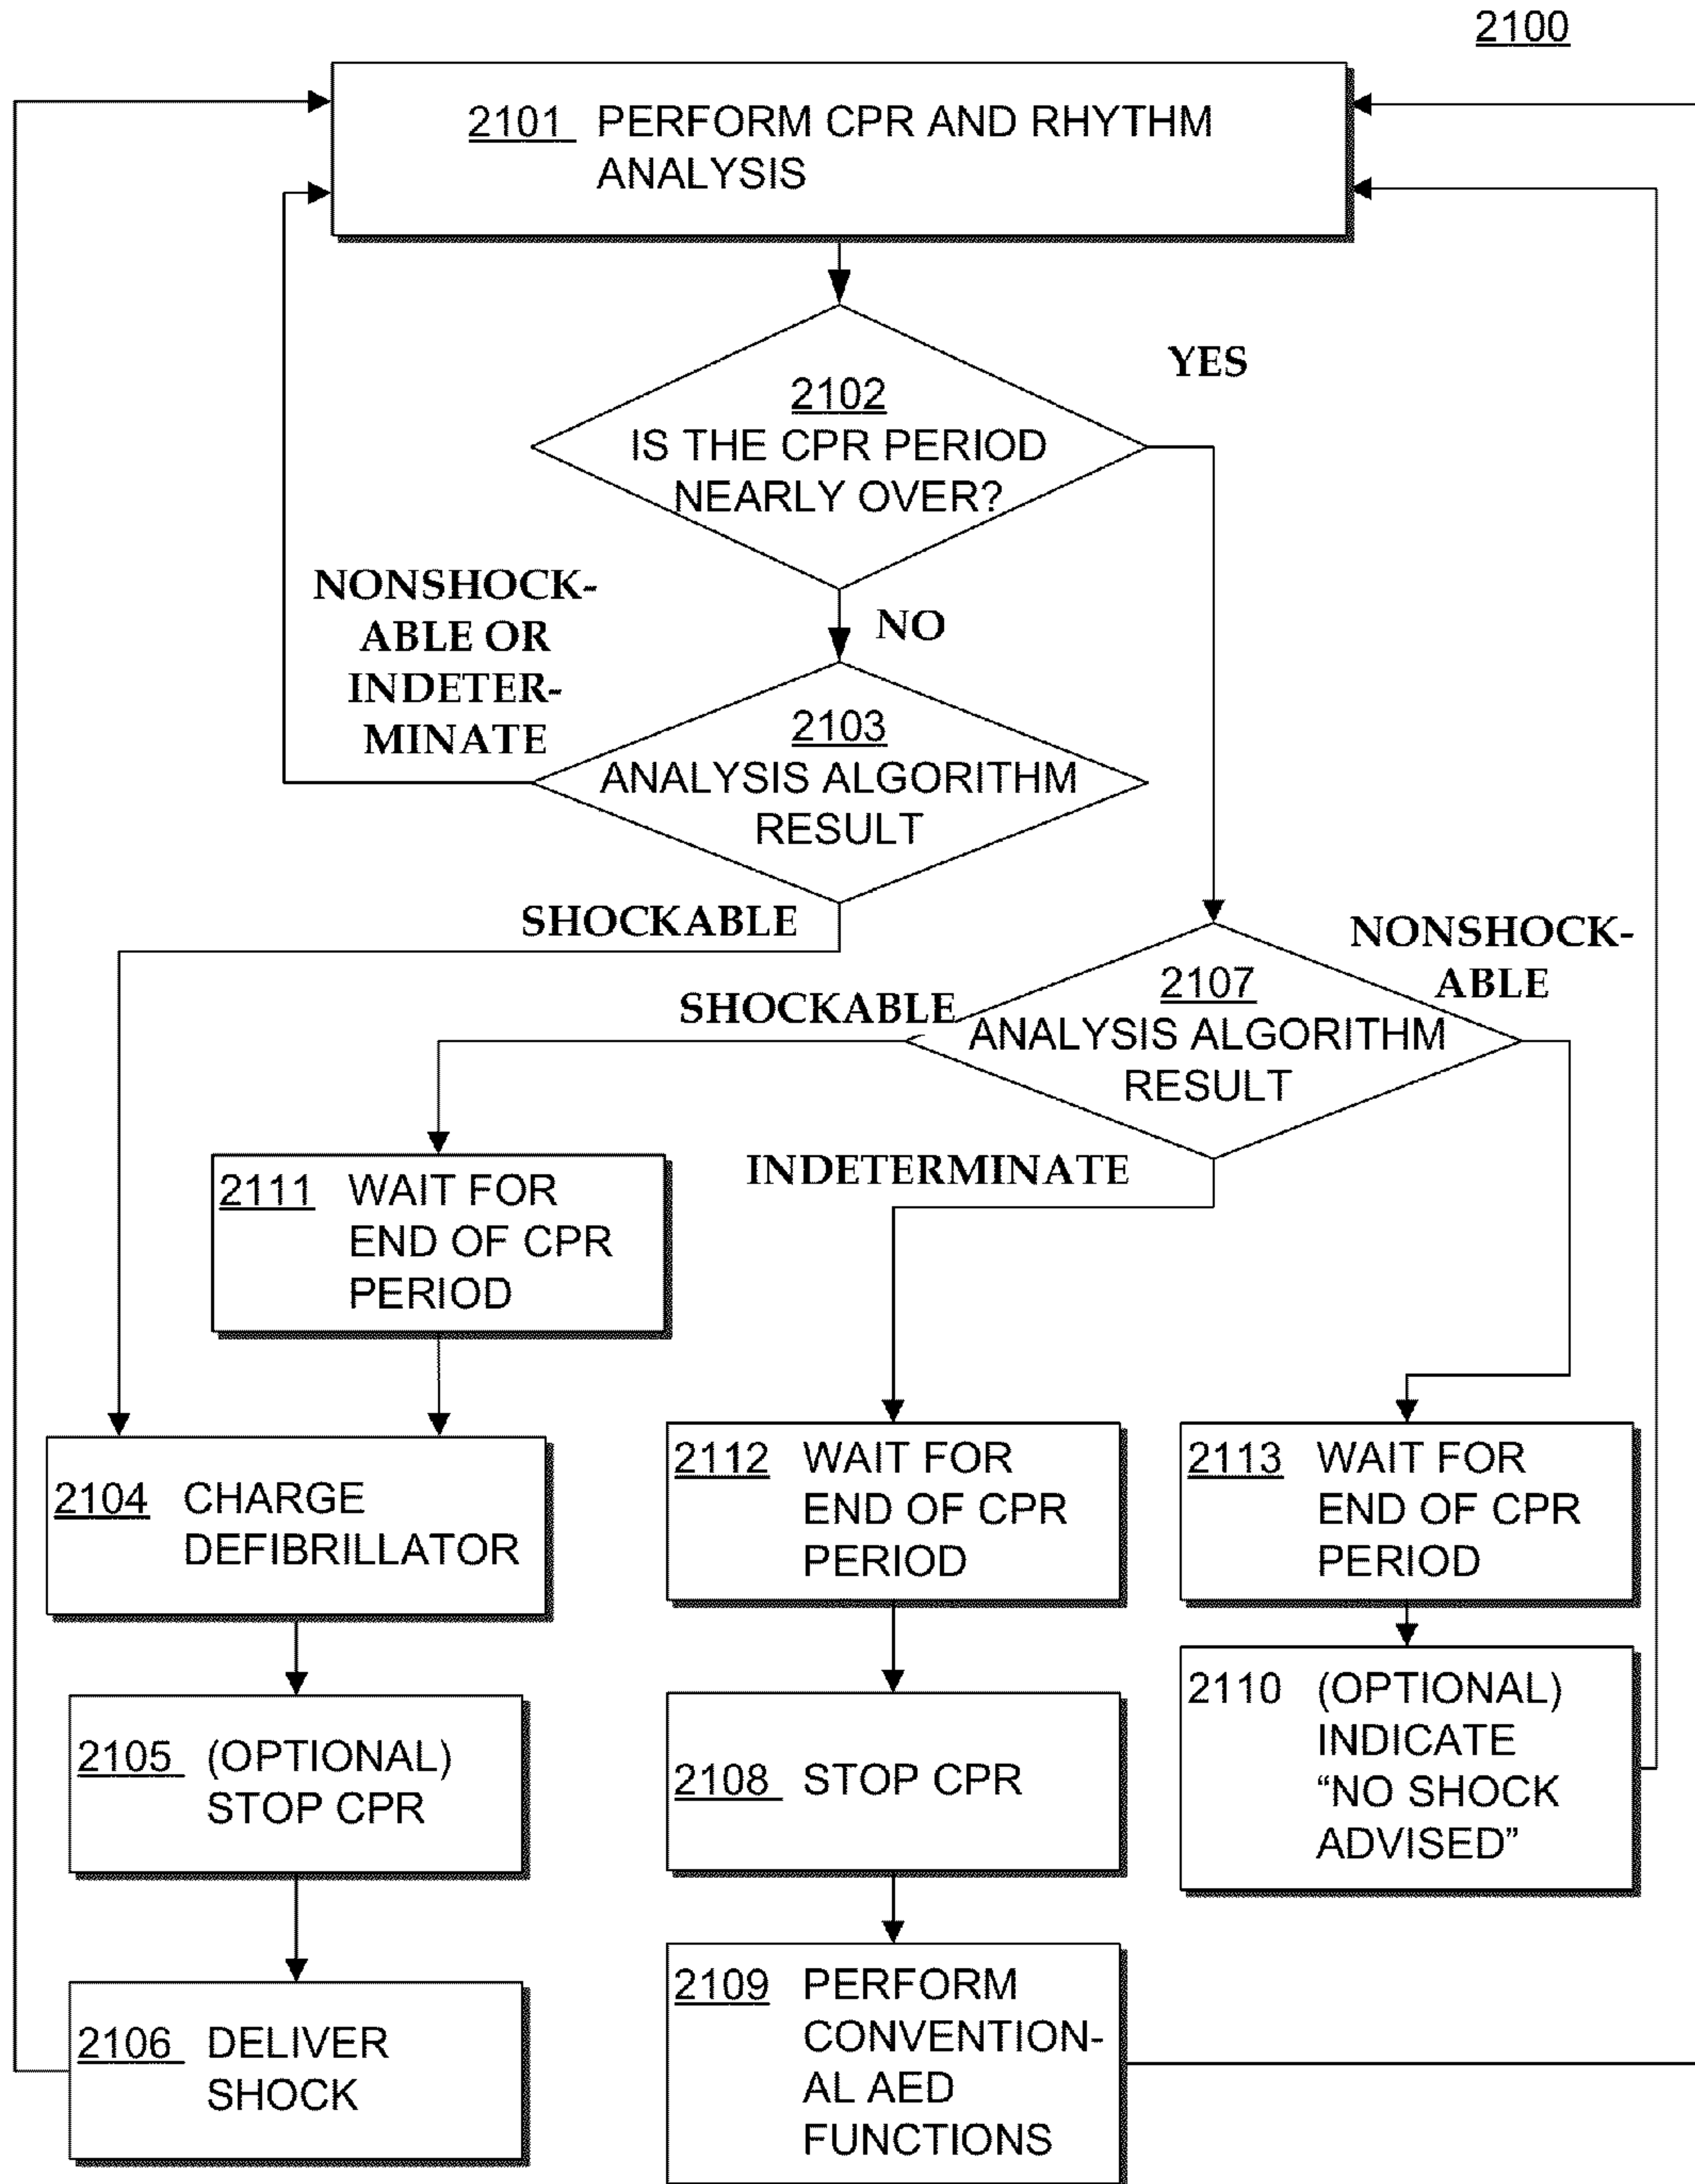 2100
2101 PERFORM CPR AND RHYTHM
ANALYSIS
YES
2102
IS THE CPR PERIOD
NEARLY OVER?
NONSHOCK-
ABLE OR
INDETER-
MINATE
NO
2103
ANALYSIS ALGORITHM
RESULT
SHOCKABLE
NONSHOCK-
ABLE
SHOCKABLE
2107
ANALYSIS ALGORITHM
RESULT
INDETERMINATE
2111 WAIT FOR
END OF CPR
PERIOD
2104 CHARGE
DEFIBRILLATOR
2112 WAIT FOR
END OF CPR
PERIOD
2113 WAIT FOR
END OF CPR
PERIOD
2105 (OPTIONAL)
STOP CPR
2108 STOP CPR
2110 (OPTIONAL)
INDICATE
“NO SHOCK
ADVISED”
2106 DELIVER
SHOCK
2109 PERFORM
CONVENTION-
AL AED
FUNCTIONS